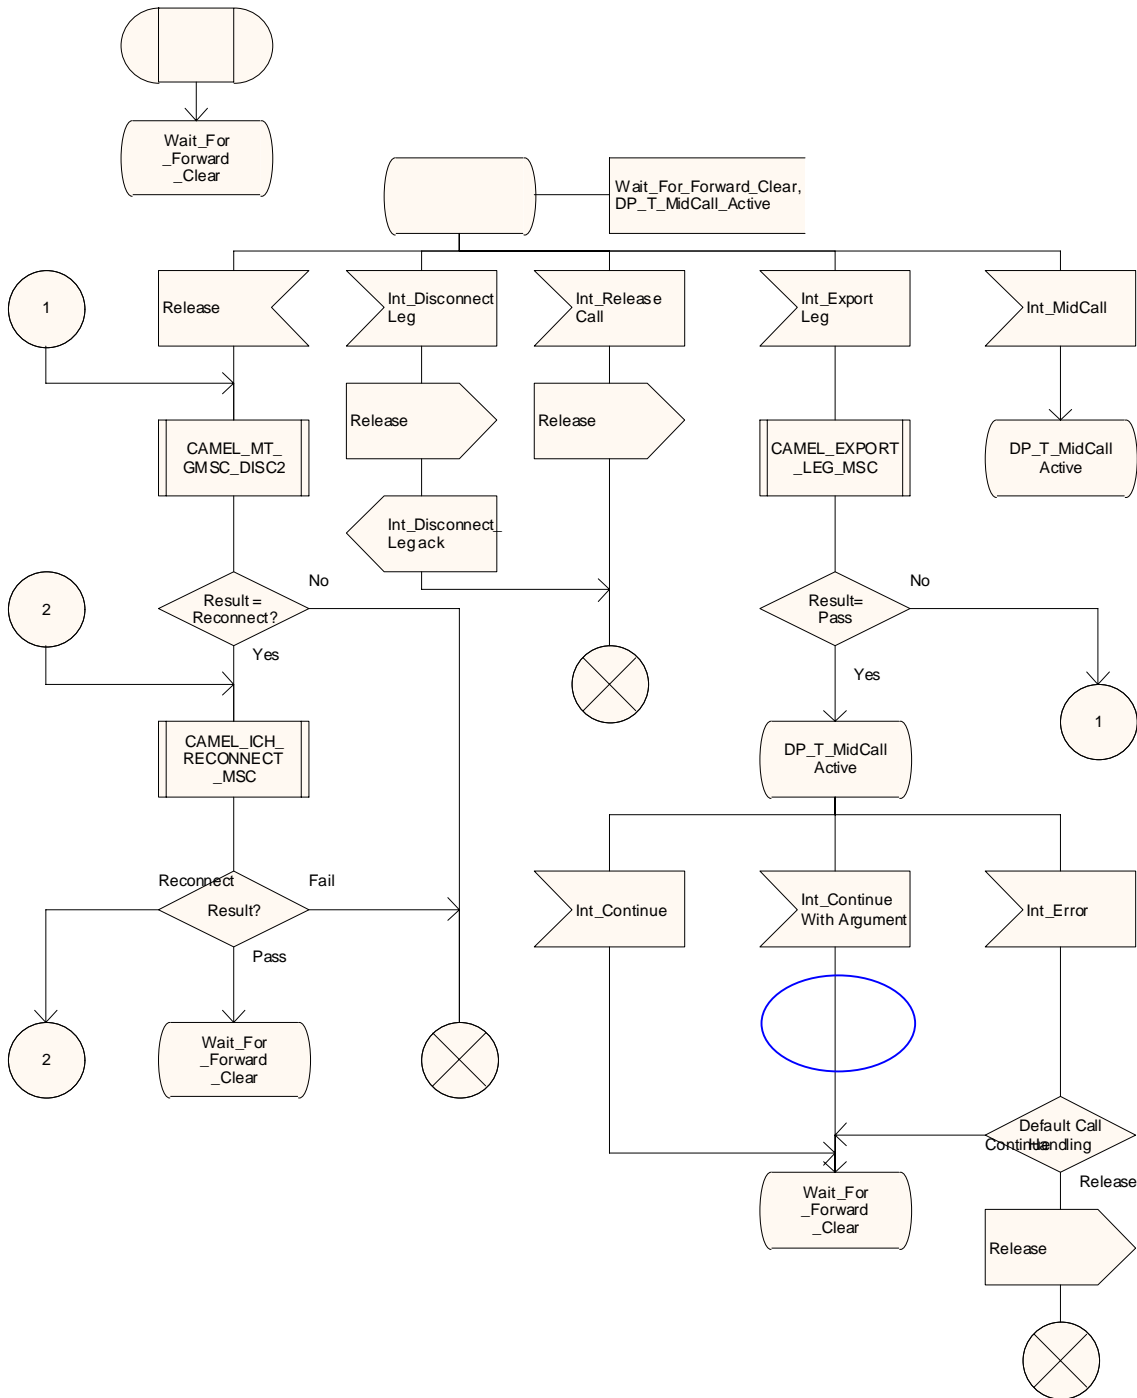 Wait_For
_Forward
_Clear
Wait_For_Forward_Clear,
DP_T_MidCall_Active
1
Release
Int_Disconnect
Leg
Int_Release
Call
Int_Export
Leg
Int_MidCall
Release
Release
CAMEL_MT_
GMSC_DISC2
CAMEL_EXPORT
_LEG_MSC
DP_T_MidCall
Active
Int_Disconnect_
Leg ack
No
No
2
Result =
Reconnect?
Result=
Pass
Yes
Yes
1
CAMEL_ICH_
RECONNECT
_MSC
DP_T_MidCall
Active
Reconnect
Fail
Result?
Int_Continue
Int_Continue
With Argument
Int_Error
Pass
2
Wait_For
_Forward
_Clear
Default Call
Handling
Continue
Release
Wait_For
_Forward
_Clear
Release